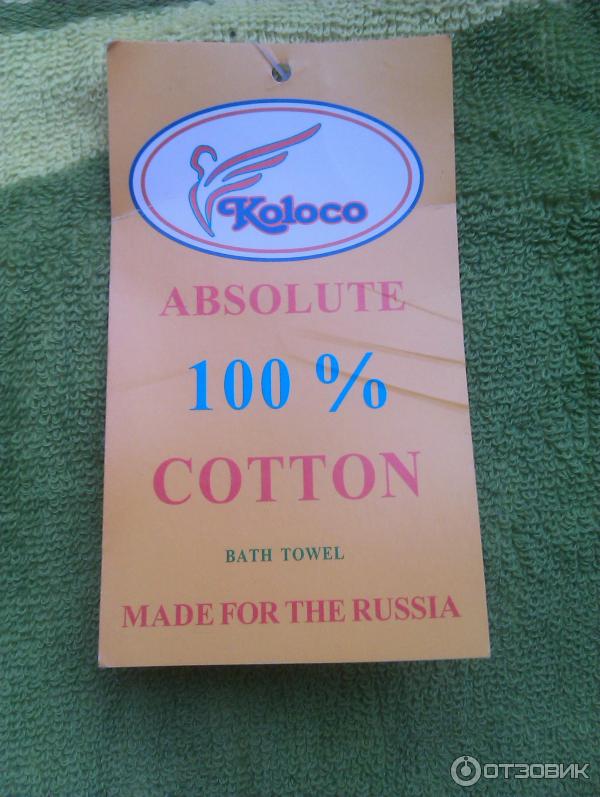 Koloco
ABSOLUTE
100 %
COTTON
BATH TOWEL
MADE FOR THE RUSSIA
ОТЗОВИК